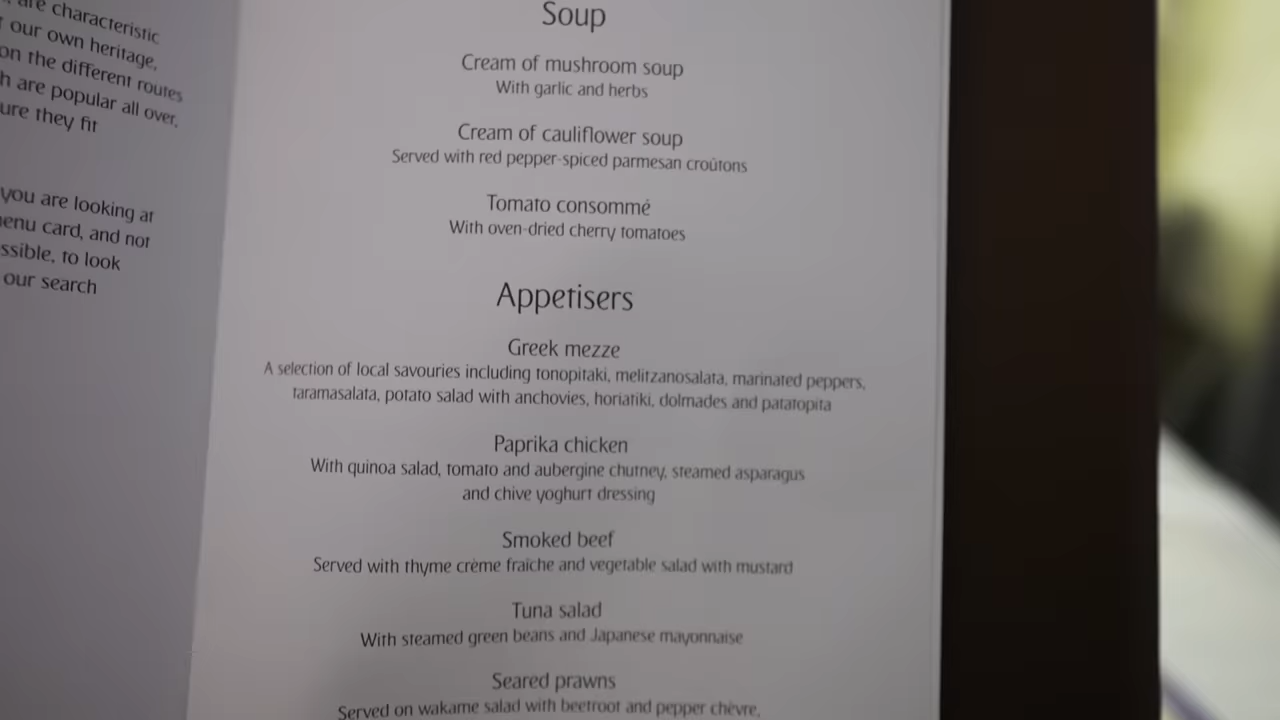 are characteristic
our own heritage,
on the different routes
are popular all over,
ure they fit
you are looking at
enu card, and not
ssible, to look
our search
Soup
Cream of mushroom soup
With garlic and herbs
Cream of cauliflower soup
Served with red pepper-spiced parmesan croûtons
Tomato consommé
With oven-dried cherry tomatoes
Appetisers
Greek mezze
A selection of local savouries including tonopitaki, melitzanosalata, marinated peppers,
taramasalata, potato salad with anchovies, horiatiki, dolmades and patatopita
Paprika chicken
With quinoa salad, tomato and aubergine chutney, steamed asparagus
and chive yoghurt dressing
Smoked beef
Served with thyme crème fraîche and vegetable salad with mustard
Tuna salad
With steamed green beans and Japanese mayonnaise
Seared prawns
Served on wakame salad with beetroot and pepper chèvre,